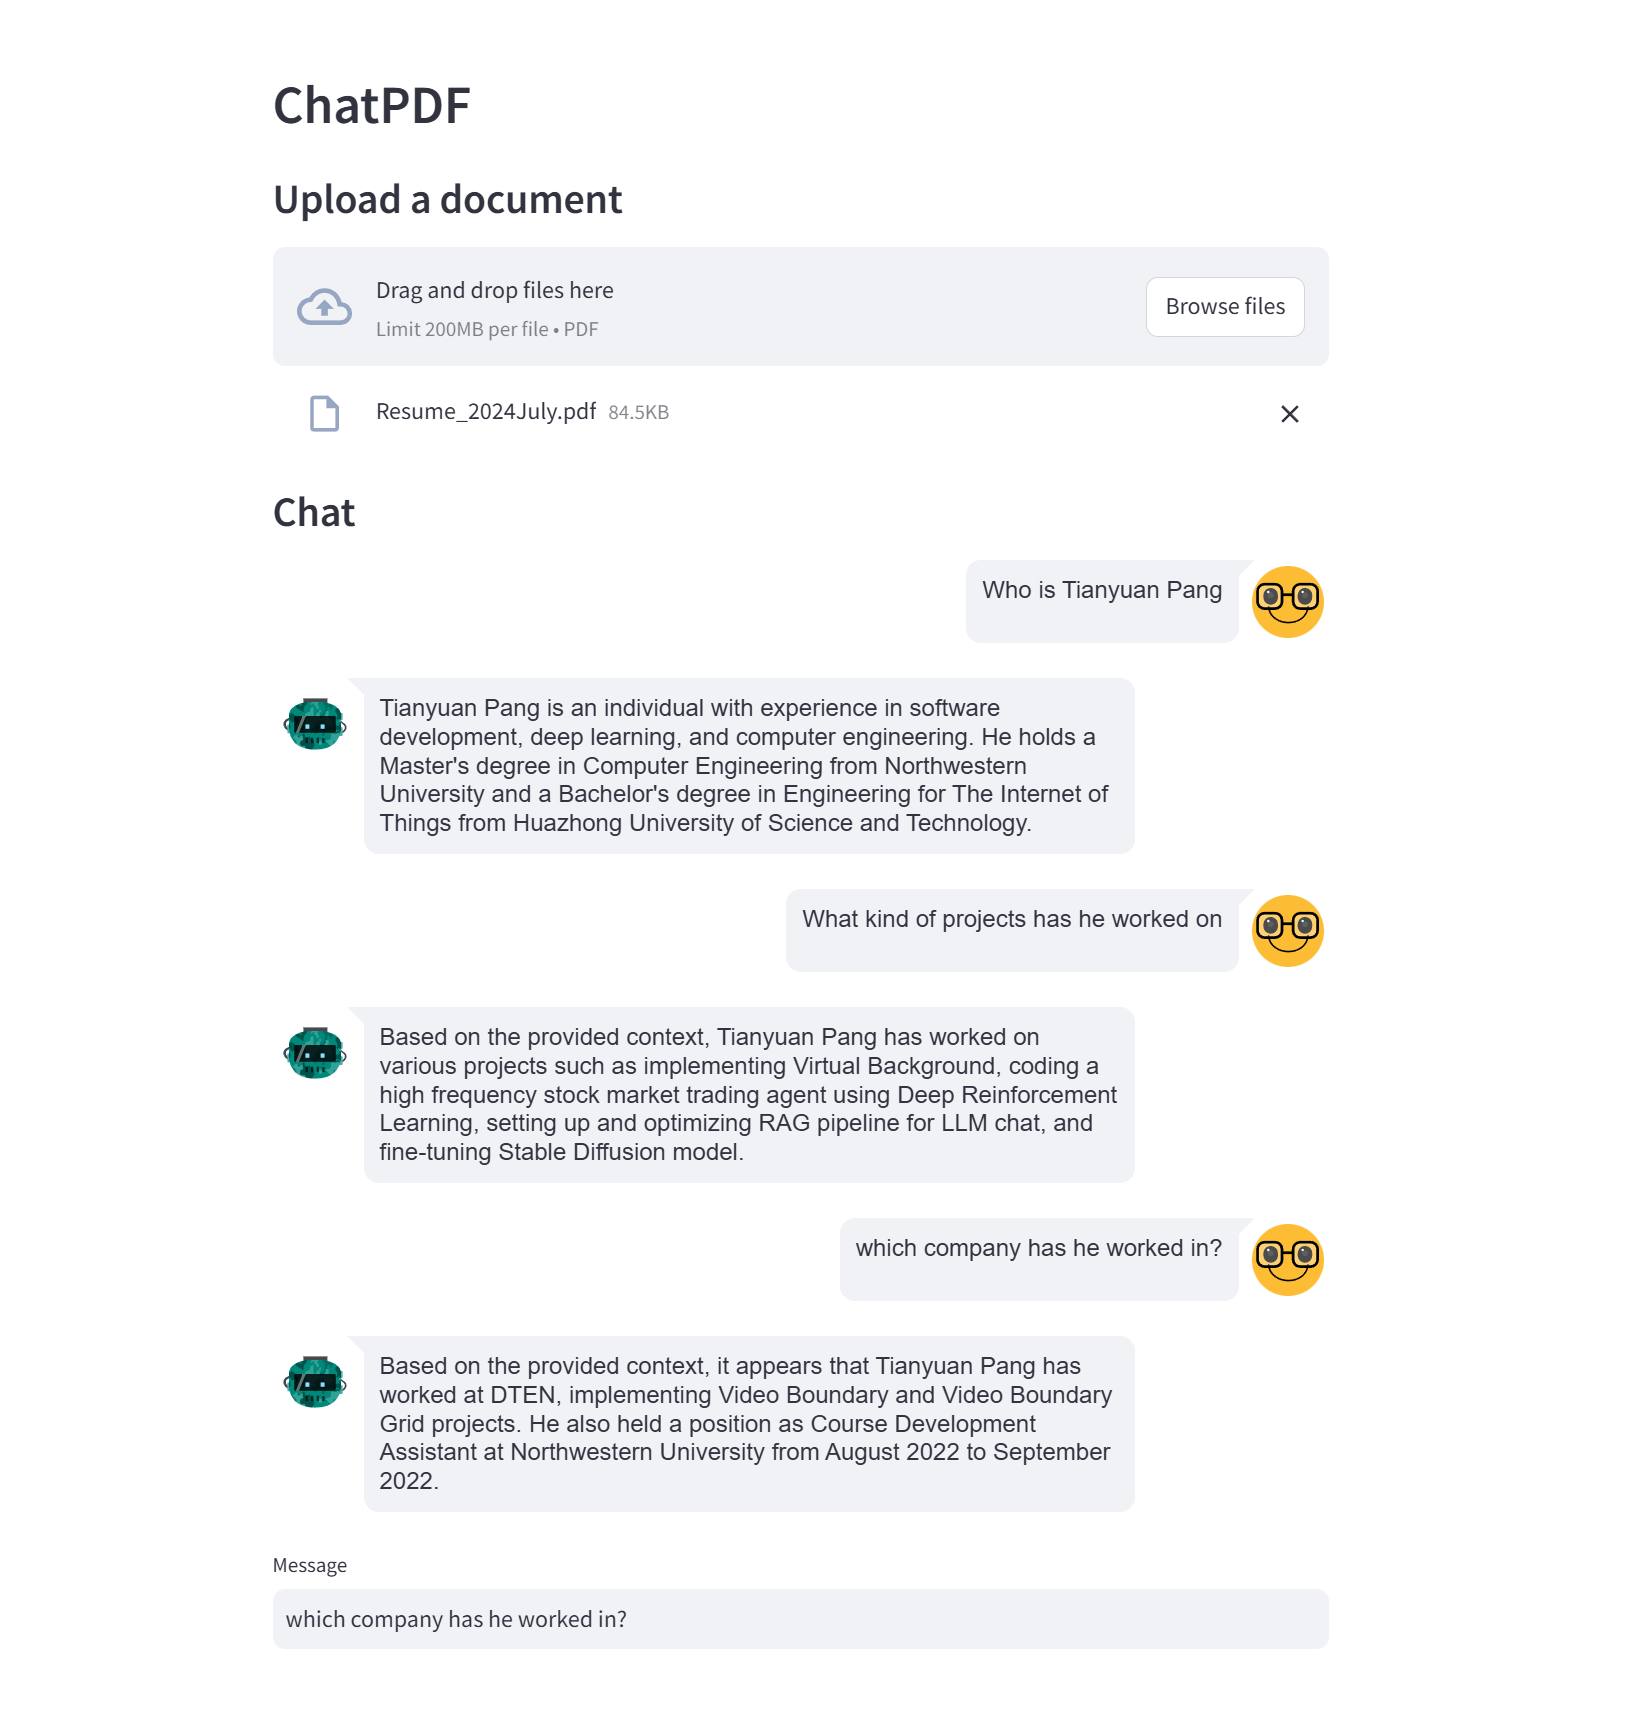 ChatPDF
Upload a document
Drag and drop files here
Limit 200MB per file • PDF
Browse files
Resume_2024July.pdf 84.5KB
Chat
Who is Tianyuan Pang
Tianyuan Pang is an individual with experience in software
development, deep learning, and computer engineering. He holds a
Master's degree in Computer Engineering from Northwestern
University and a Bachelor's degree in Engineering for The Internet of
Things from Huazhong University of Science and Technology.
What kind of projects has he worked on
Based on the provided context, Tianyuan Pang has worked on
various projects such as implementing Virtual Background, coding a
high frequency stock market trading agent using Deep Reinforcement
Learning, setting up and optimizing RAG pipeline for LLM chat, and
fine-tuning Stable Diffusion model.
which company has he worked in?
Based on the provided context, it appears that Tianyuan Pang has
worked at DTEN, implementing Video Boundary and Video Boundary
Grid projects. He also held a position as Course Development
Assistant at Northwestern University from August 2022 to September
2022.
Message
which company has he worked in?